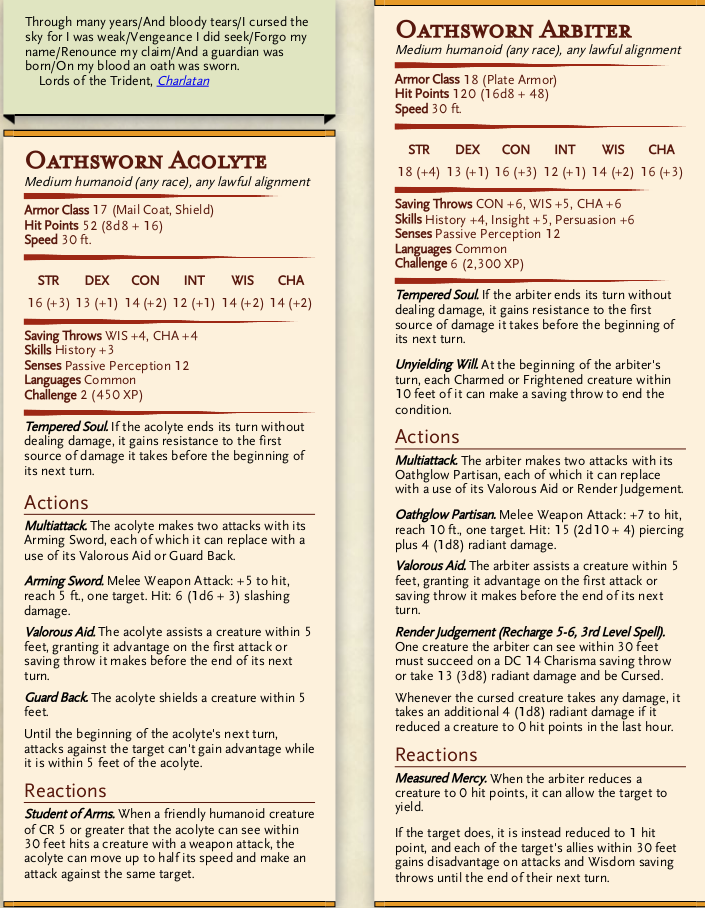 Through many years/And bloody tears/I cursed the
sky for I was weak/Vengeance I did seek/Forgo my
name/Renounce my claim/And a guardian was
born/On my blood an oath was sworn.
Lords of the Trident, Charlatan
Oathsworn Acolyte
Medium humanoid (any race), any lawful alignment
Armor Class 17 (Mail Coat, Shield)
Hit Points 52 (8d8 + 16)
Speed 30 ft.
STR DEX CON INT WIS CHA
16 (+3) 13 (+1) 14 (+2) 12 (+1) 14 (+2) 14 (+2)
Saving Throws WIS +4, CHA +4
Skills History +3
Senses Passive Perception 12
Languages Common
Challenge 2 (450 XP)
Tempered Soul. If the acolyte ends its turn without
dealing damage, it gains resistance to the first
source of damage it takes before the beginning of
its next turn.
Actions
Multiattack. The acolyte makes two attacks with its
Arming Sword, each of which it can replace with a
use of its Valorous Aid or Guard Back.
Arming Sword. Melee Weapon Attack: +5 to hit,
reach 5 ft., one target. Hit: 6 (1d6 + 3) slashing
damage.
Valorous Aid. The acolyte assists a creature within 5
feet, granting it advantage on the first attack or
saving throw it makes before the end of its next
turn.
Guard Back. The acolyte shields a creature within 5
feet.
Until the beginning of the acolyte's next turn,
attacks against the target can't gain advantage while
it is within 5 feet of the acolyte.
Reactions
Student of Arms. When a friendly humanoid creature
of CR 5 or greater that the acolyte can see within
30 feet hits a creature with a weapon attack, the
acolyte can move up to half its speed and make an
attack against the same target.
Oathsworn Arbiter
Medium humanoid (any race), any lawful alignment
Armor Class 18 (Plate Armor)
Hit Points 120 (16d8 + 48)
Speed 30 ft.
STR DEX CON INT WIS CHA
18 (+4) 13 (+1) 16 (+3) 12 (+1) 14 (+2) 16 (+3)
Saving Throws CON +6, WIS +5, CHA +6
Skills History +4, Insight +5, Persuasion +6
Senses Passive Perception 12
Languages Common
Challenge 6 (2,300 XP)
Tempered Soul. If the arbiter ends its turn without
dealing damage, it gains resistance to the first
source of damage it takes before the beginning of
its next turn.
Unyielding Will. At the beginning of the arbiter's
turn, each Charmed or Frightened creature within
10 feet of it can make a saving throw to end the
condition.
Actions
Multiattack. The arbiter makes two attacks with its
Oathglow Partisan, each of which it can replace
with a use of its Valorous Aid or Render Judgement.
Oathglow Partisan. Melee Weapon Attack: +7 to hit,
reach 10 ft., one target. Hit: 15 (2d10 + 4) piercing
plus 4 (1d8) radiant damage.
Valorous Aid. The arbiter assists a creature within 5
feet, granting it advantage on the first attack or
saving throw it makes before the end of its next
turn.
Render Judgement (Recharge 5-6, 3rd Level Spell).
One creature the arbiter can see within 30 feet
must succeed on a DC 14 Charisma saving throw
or take 13 (3d8) radiant damage and be Cursed.
Whenever the cursed creature takes any damage, it
takes an additional 4 (1d8) radiant damage if it
reduced a creature to 0 hit points in the last hour.
Reactions
Measured Mercy. When the arbiter reduces a
creature to 0 hit points, it can allow the target to
yield.
If the target does, it is instead reduced to 1 hit
point, and each of the target's allies within 30 feet
gains disadvantage on attacks and Wisdom saving
throws until the end of their next turn.